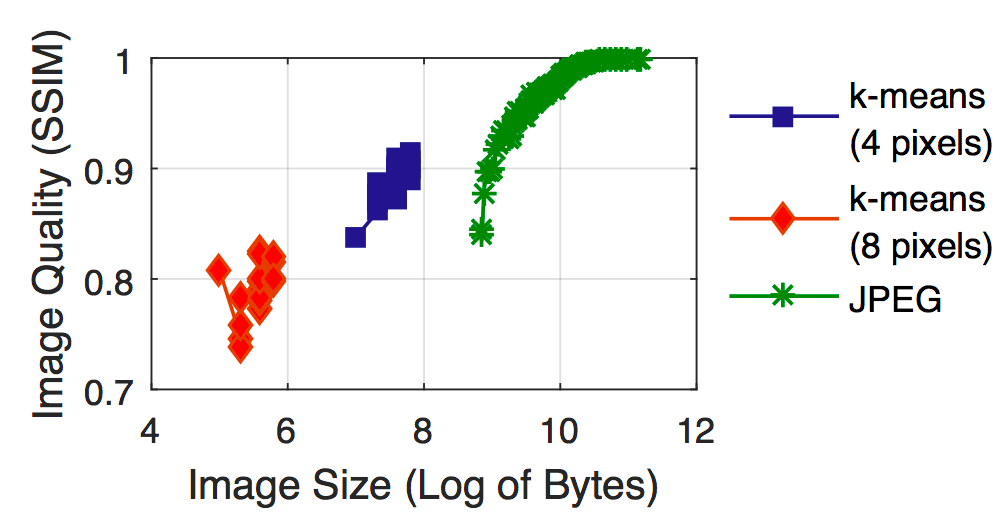 Image Quality (SSIM)
1
0.9
0.8
0.7
4 6 8 10 12
Image Size (Log of Bytes)
k-means
(4 pixels)
k-means
(8 pixels)
JPEG